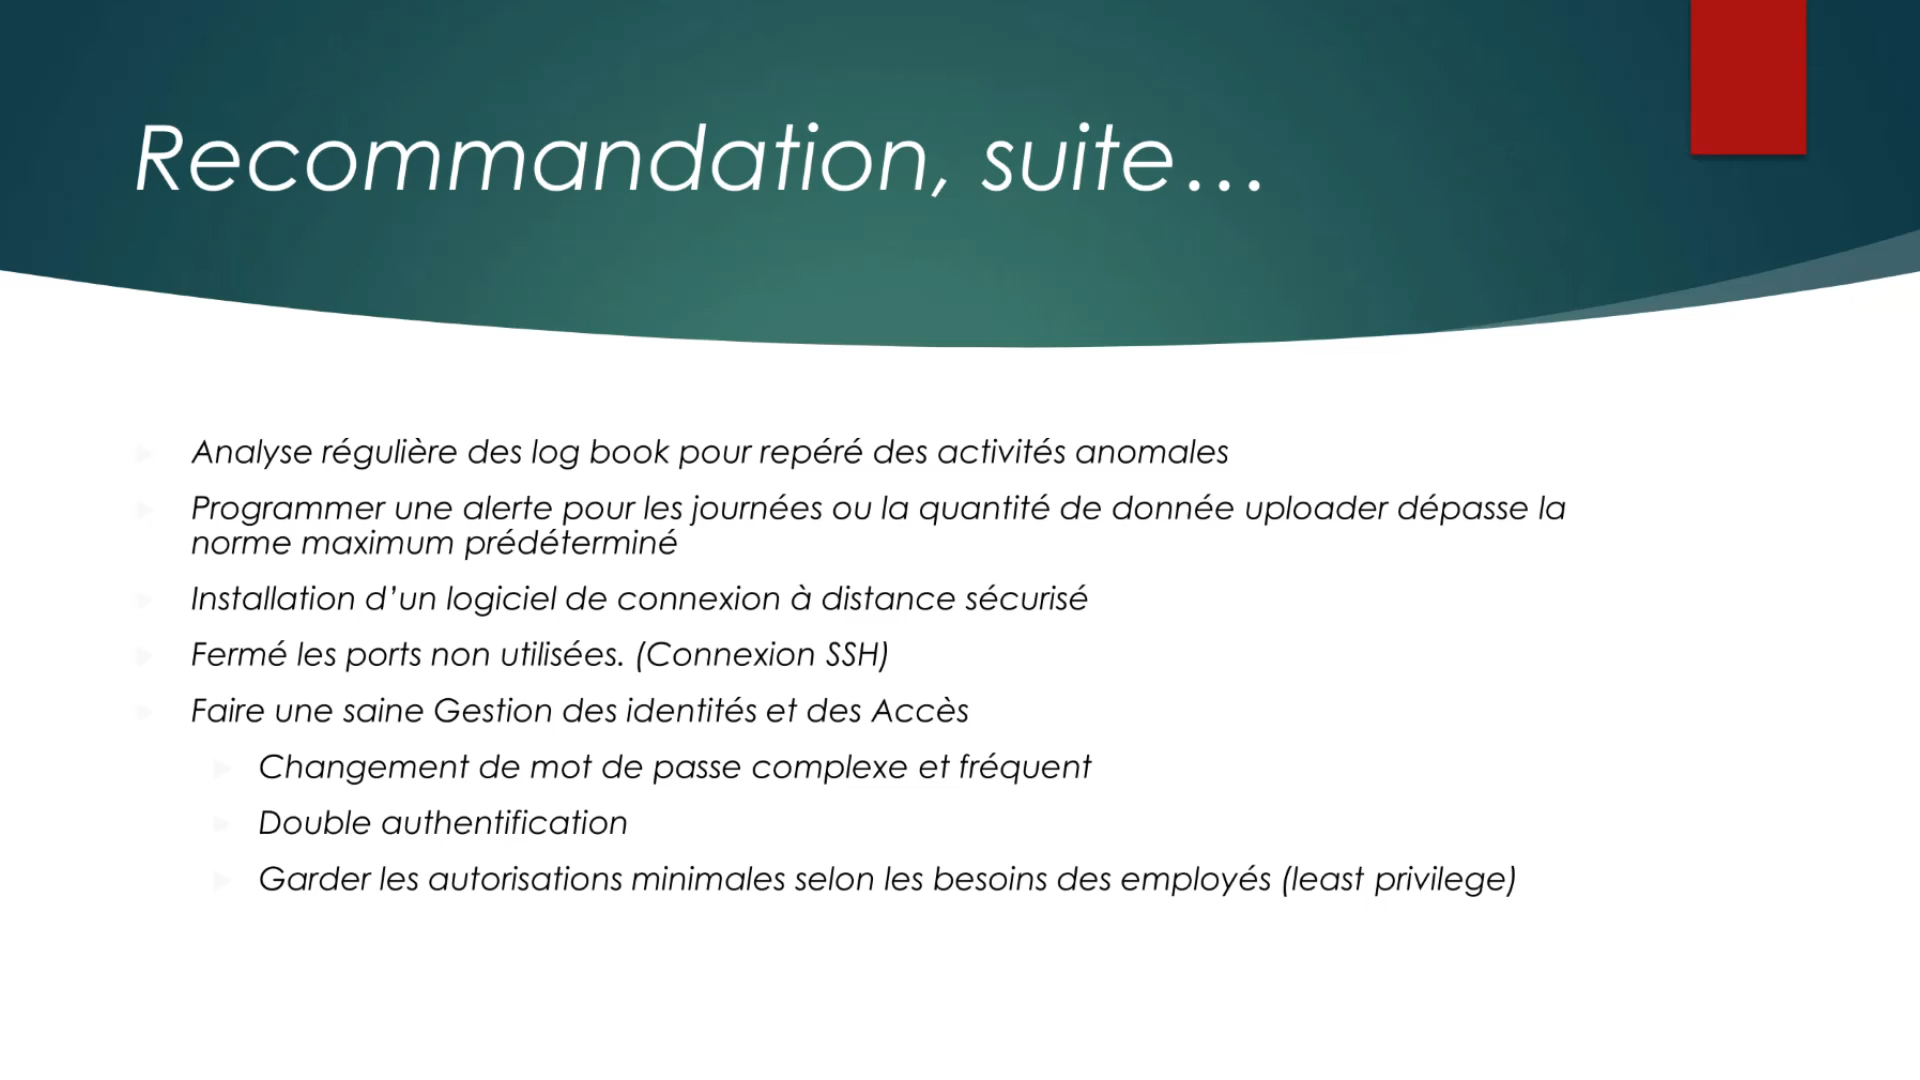 Recommandation, suite…
Analyse régulière des log book pour repéré des activités anomales
Programmer une alerte pour les journées ou la quantité de donnée uploader dépasse la
norme maximum prédéterminé
Installation d’un logiciel de connexion à distance sécurisé
Fermé les ports non utilisées. (Connexion SSH)
Faire une saine Gestion des identités et des Accès
Changement de mot de passe complexe et fréquent
Double authentification
Garder les autorisations minimales selon les besoins des employés (least privilege)